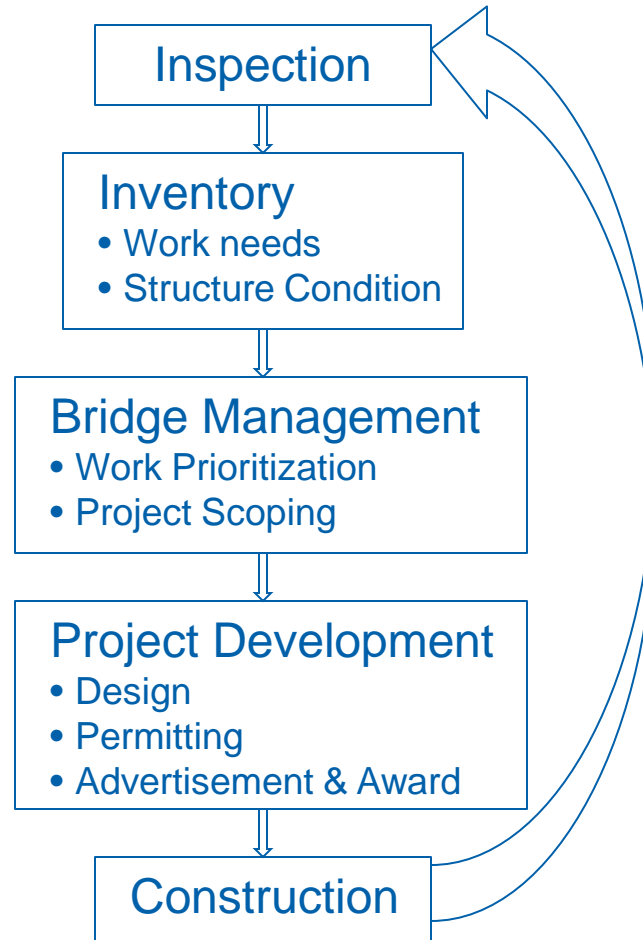 Inspection
Inventory
• Work needs
• Structure Condition
Bridge Management
• Work Prioritization
• Project Scoping
Project Development
• Design
• Permitting
• Advertisement & Award
Construction